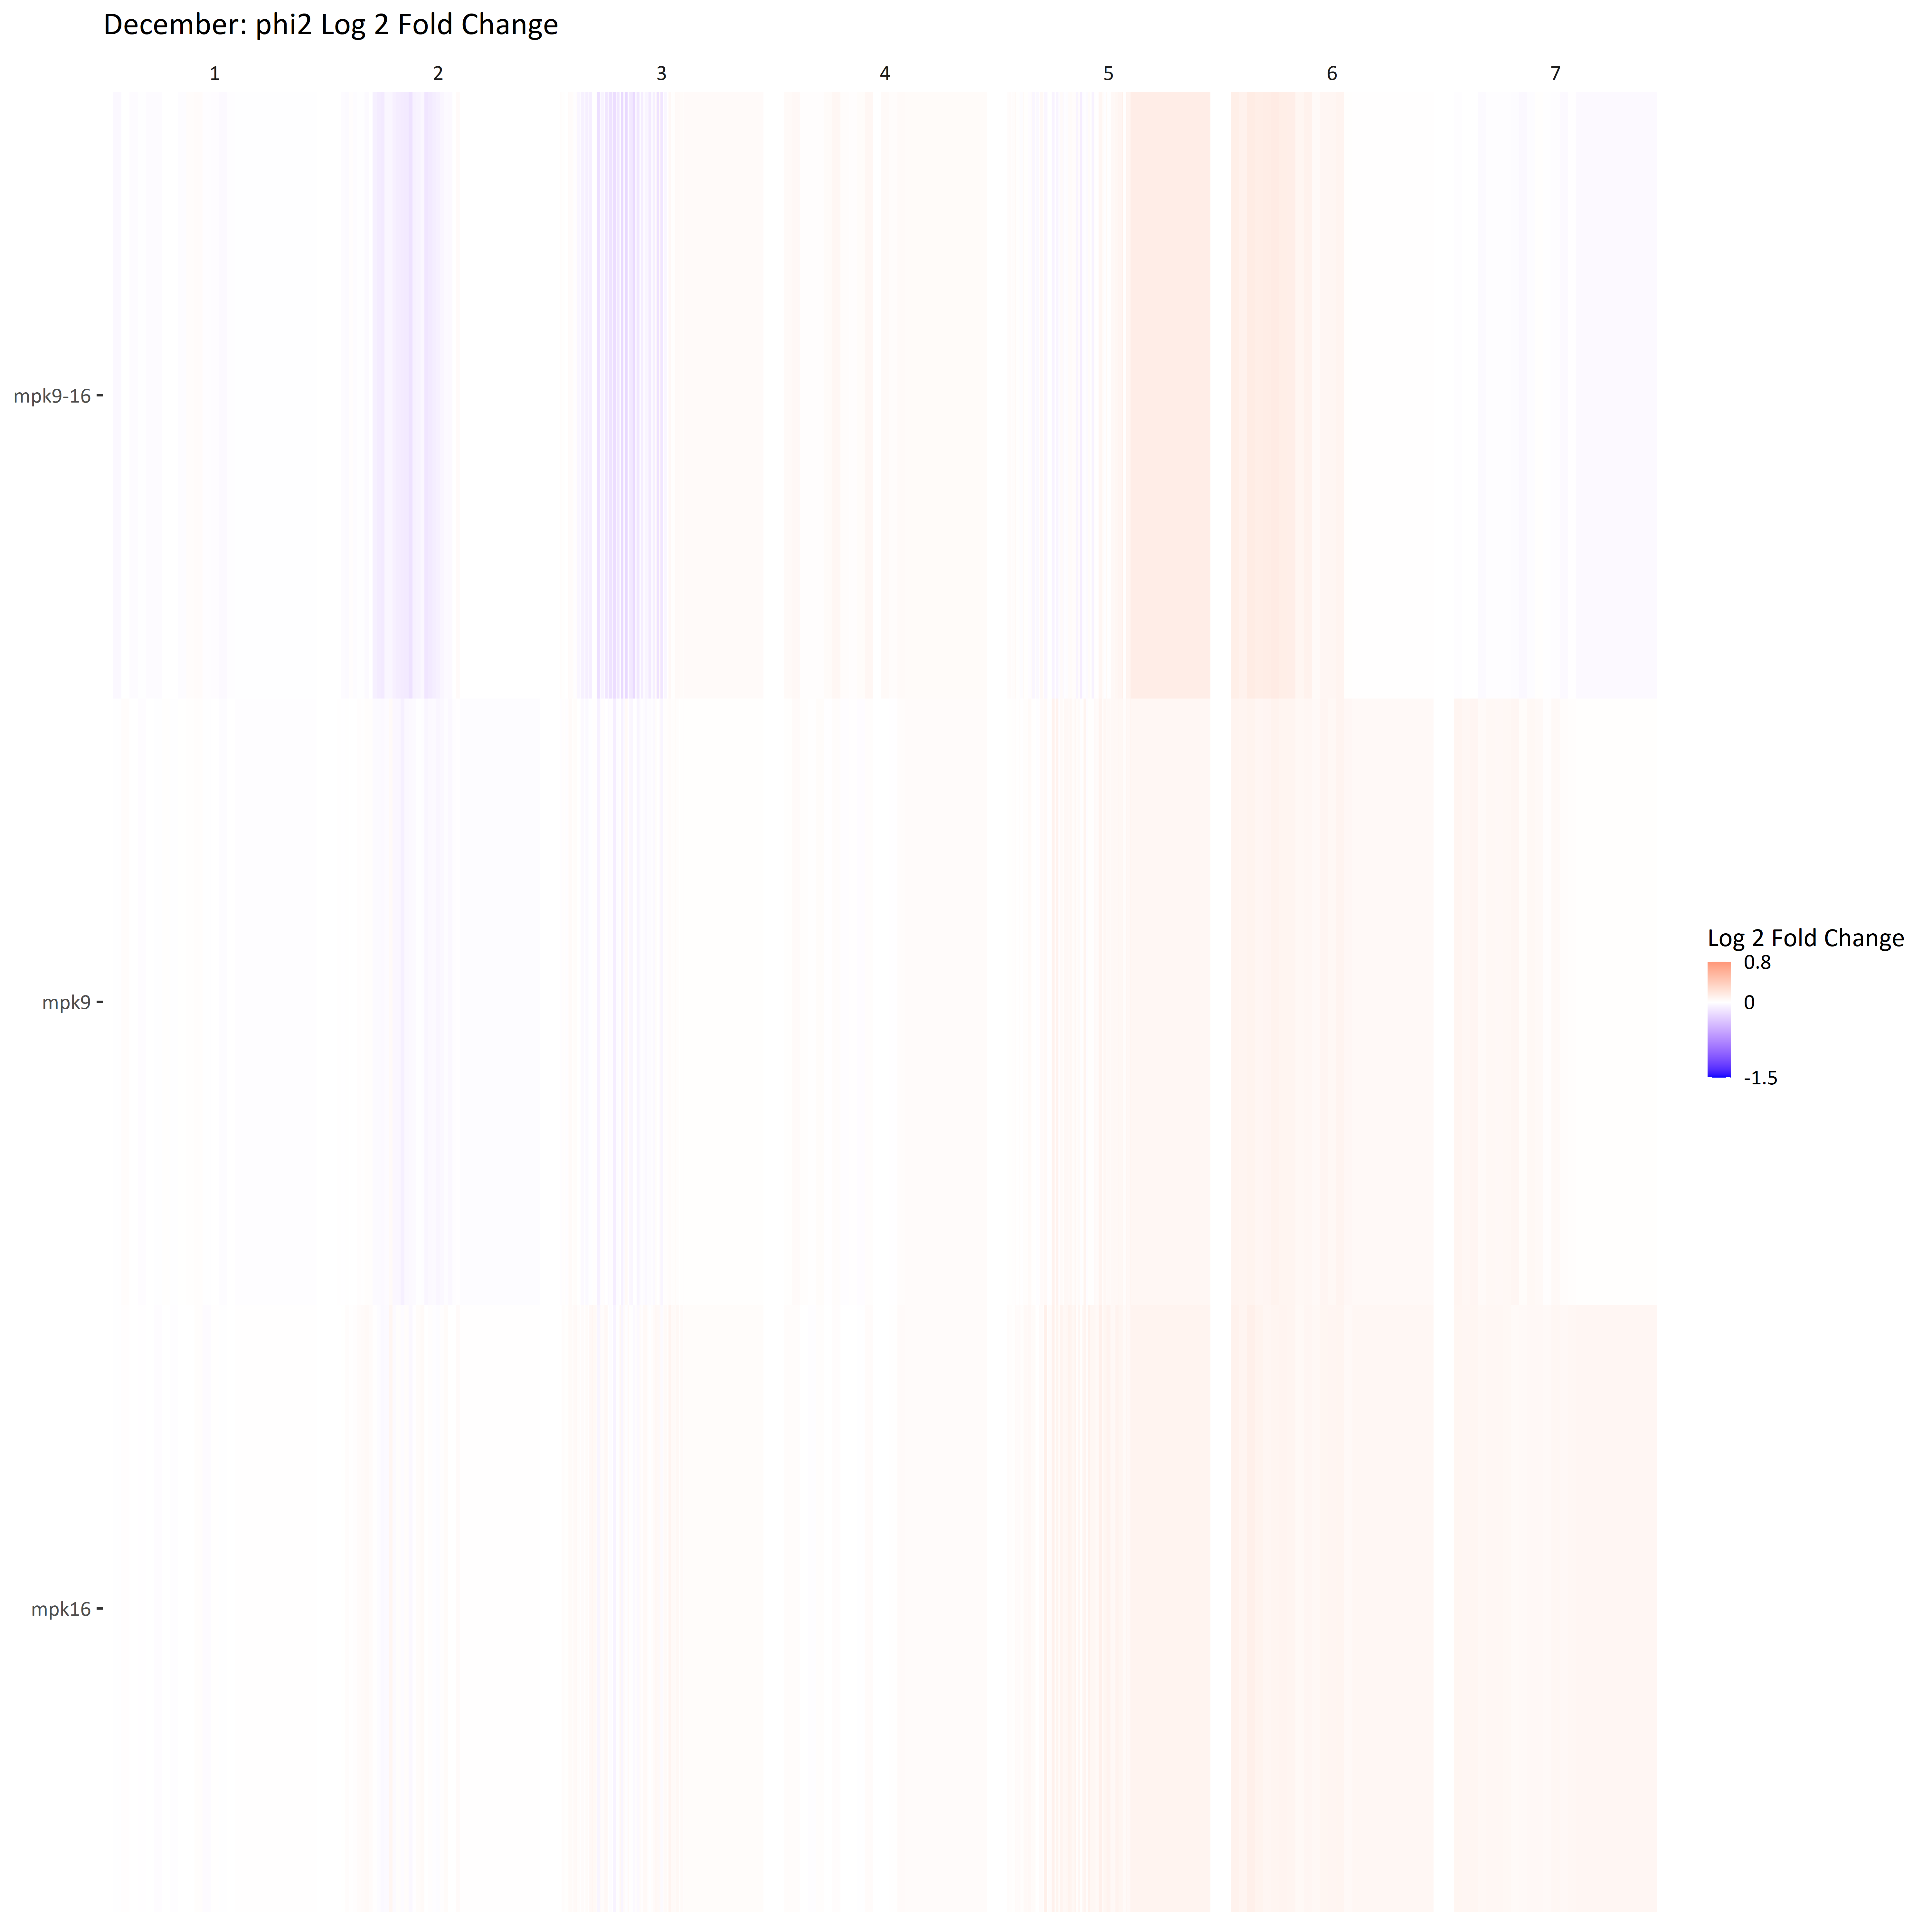 December: phi2 Log 2 Fold Change
1 2 3 4 5 6 7
mpk9-16
mpk9
mpk16
Log 2 Fold Change
0.8
0
-1.5